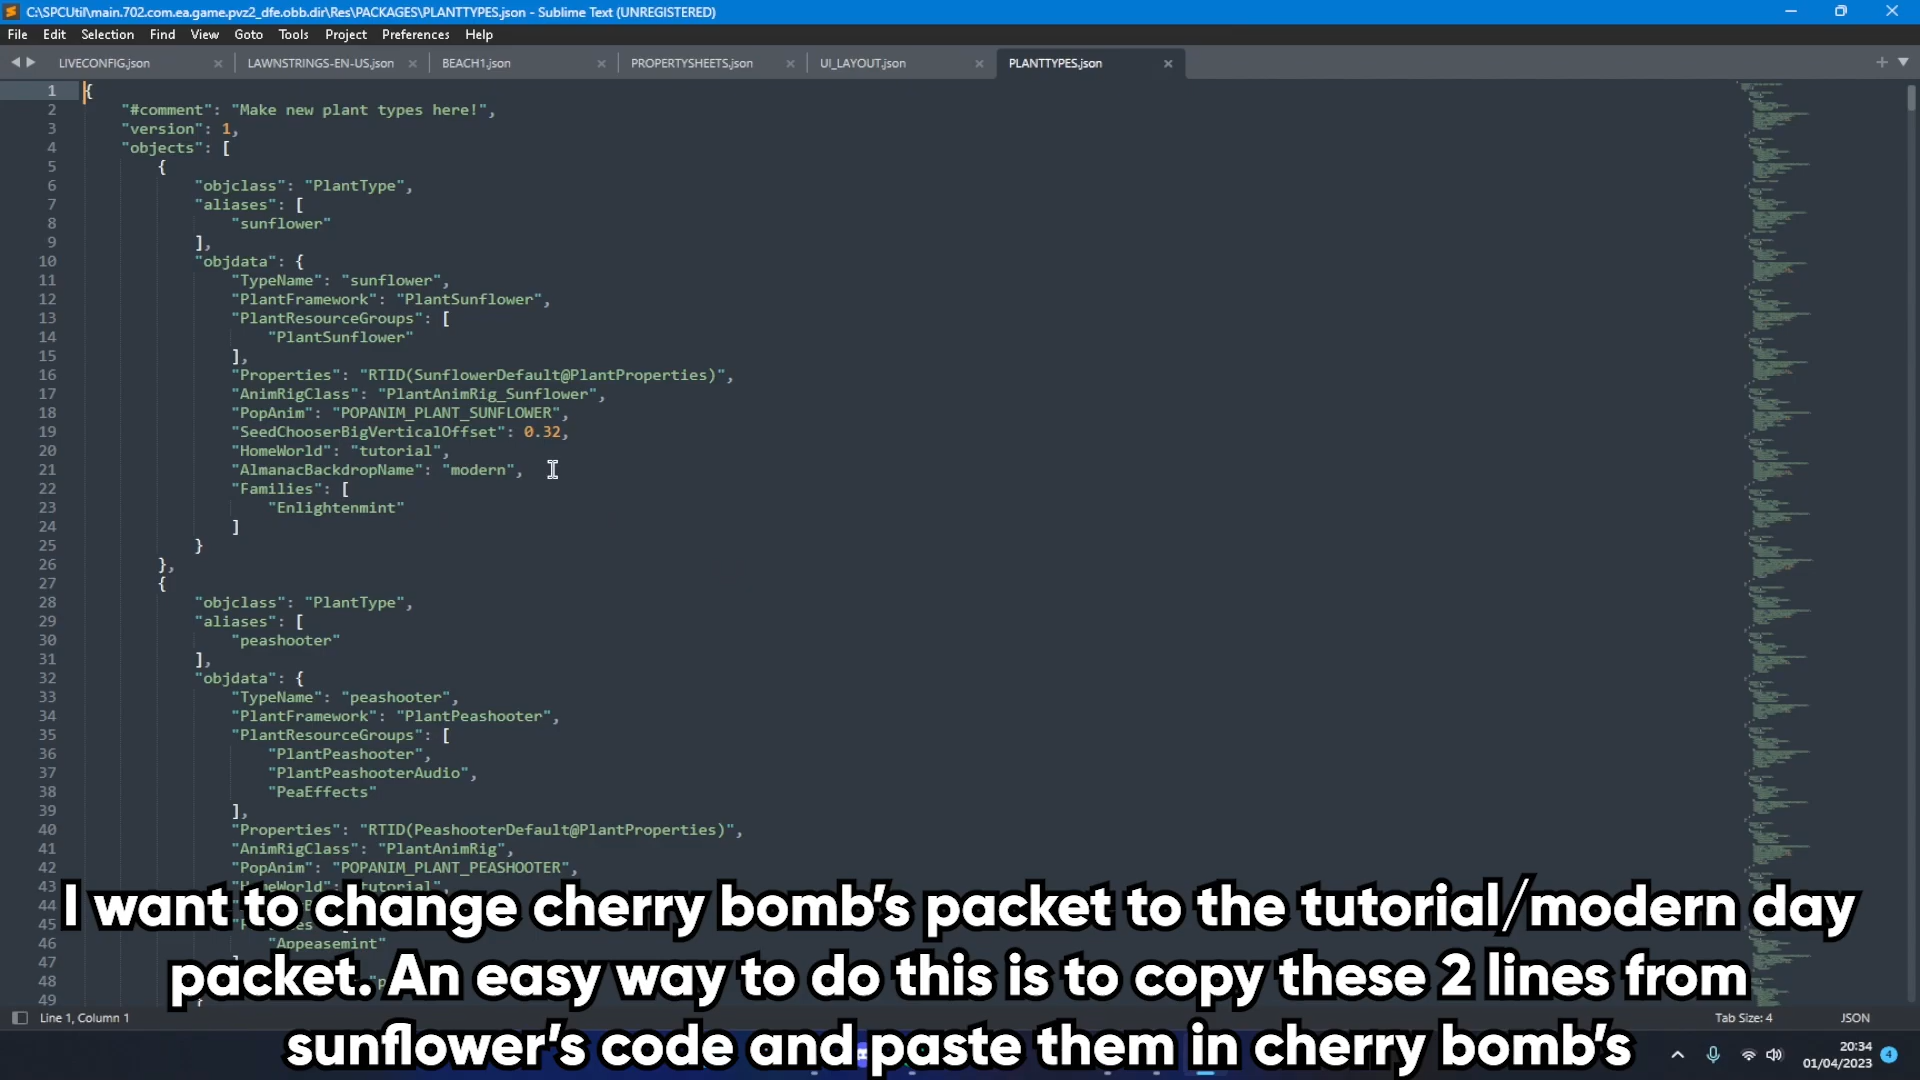 C:\SPCUtil\main.702.com.ea.game.pvz2_dfe.obb.dir\Res\PACKAGES\PLANTTYPES.json - Sublime Text (UNREGISTERED)
File Edit Selection Find View Goto Tools Project Preferences Help
LIVECONFIG.json LAWNSTRINGS-EN-US.json BEACH1.json PROPERTYSHEETS.json UI_LAYOUT.json PLANTTYPES.json
1 {
2 "#comment": "Make new plant types here!",
3 "version": 1,
4 "objects": [
5 {
6 "objclass": "PlantType",
7 "aliases": [
8 "sunflower"
9 ],
10 "objdata": {
11 "TypeName": "sunflower",
12 "PlantFramework": "PlantSunflower",
13 "PlantResourceGroups": [
14 "PlantSunflower"
15 ],
16 "Properties": "RTID(SunflowerDefault@PlantProperties)",
17 "AnimRigClass": "PlantAnimRig_Sunflower",
18 "PopAnim": "POPANIM_PLANT_SUNFLOWER",
19 "SeedChooserBigVerticalOffset": 0.32,
20 "HomeWorld": "tutorial",
21 "AlmanacBackdropName": "modern",
22 "Families": [
23 "Enlightenmint"
24 ]
25 }
26 },
27 {
28 "objclass": "PlantType",
29 "aliases": [
30 "peashooter"
31 ],
32 "objdata": {
33 "TypeName": "peashooter",
34 "PlantFramework": "PlantPeashooter",
35 "PlantResourceGroups": [
36 "PlantPeashooter",
37 "PlantPeashooterAudio",
38 "PeaEffects"
39 ],
40 "Properties": "RTID(PeashooterDefault@PlantProperties)",
41 "AnimRigClass": "PlantAnimRig",
42 "PopAnim": "POPANIM_PLANT_PEASHOOTER",
43 "HomeWorld": "tutorial",
44
45
46 "Appeasemint"
47
48
49
I want to change cherry bomb's packet to the tutorial/modern day
packet. An easy way to do this is to copy these 2 lines from
sunflower's code and paste them in cherry bomb's
Line 1, Column 1 Tab Size: 4 JSON
20:34
01/04/2023 4